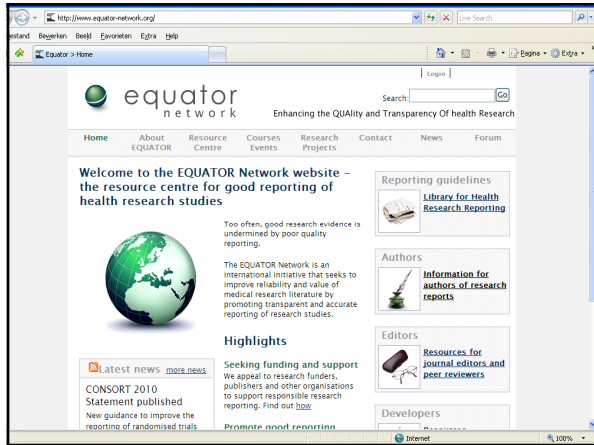 http://www.equator-network.org/
Live Search
estand Bewerken Beeld Favorieten Extra Help
Equator > Home
Pagina Extra
Login
equator
network
Search:
Go
Enhancing the QUAlity and Transparency Of health Research
Home
About
EQUATOR
Resource
Centre
Courses
Events
Research
Projects
Contact
News
Forum
Welcome to the EQUATOR Network website –
the resource centre for good reporting of
health research studies
Too often, good research evidence is
undermined by poor quality
reporting.
The EQUATOR Network is an
international initiative that seeks to
improve reliability and value of
medical research literature by
promoting transparent and accurate
reporting of research studies.
Highlights
Seeking funding and support
We appeal to research funders,
publishers and other organisations
to support responsible research
reporting. Find out how
Promote good reporting
Latest news more news
CONSORT 2010
Statement published
New guidance to improve the
reporting of randomised trials
Reporting guidelines
Library for Health
Research Reporting
Authors
Information for
authors of research
reports
Editors
Resources for
journal editors and
peer reviewers
Developers
Internet
100%